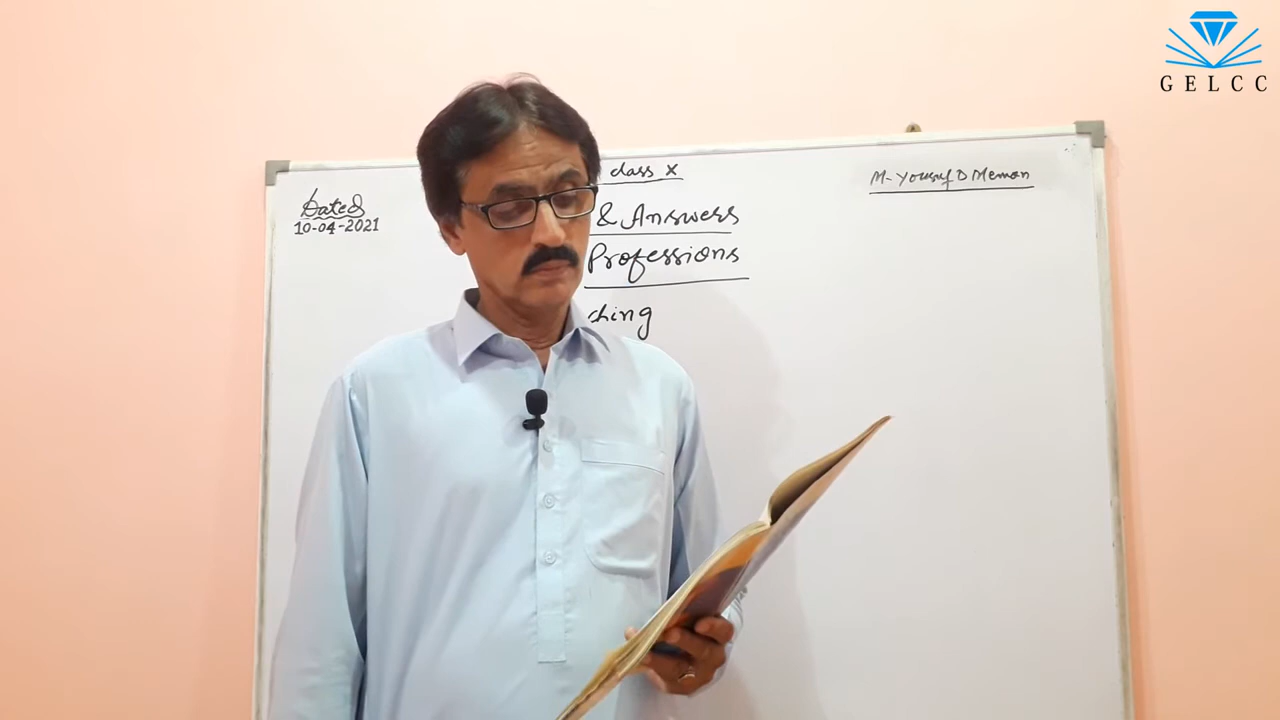 GELCC
class X
M-Yousuf D Memon
Dated
10-04-2021
& Answers
Professions
ching